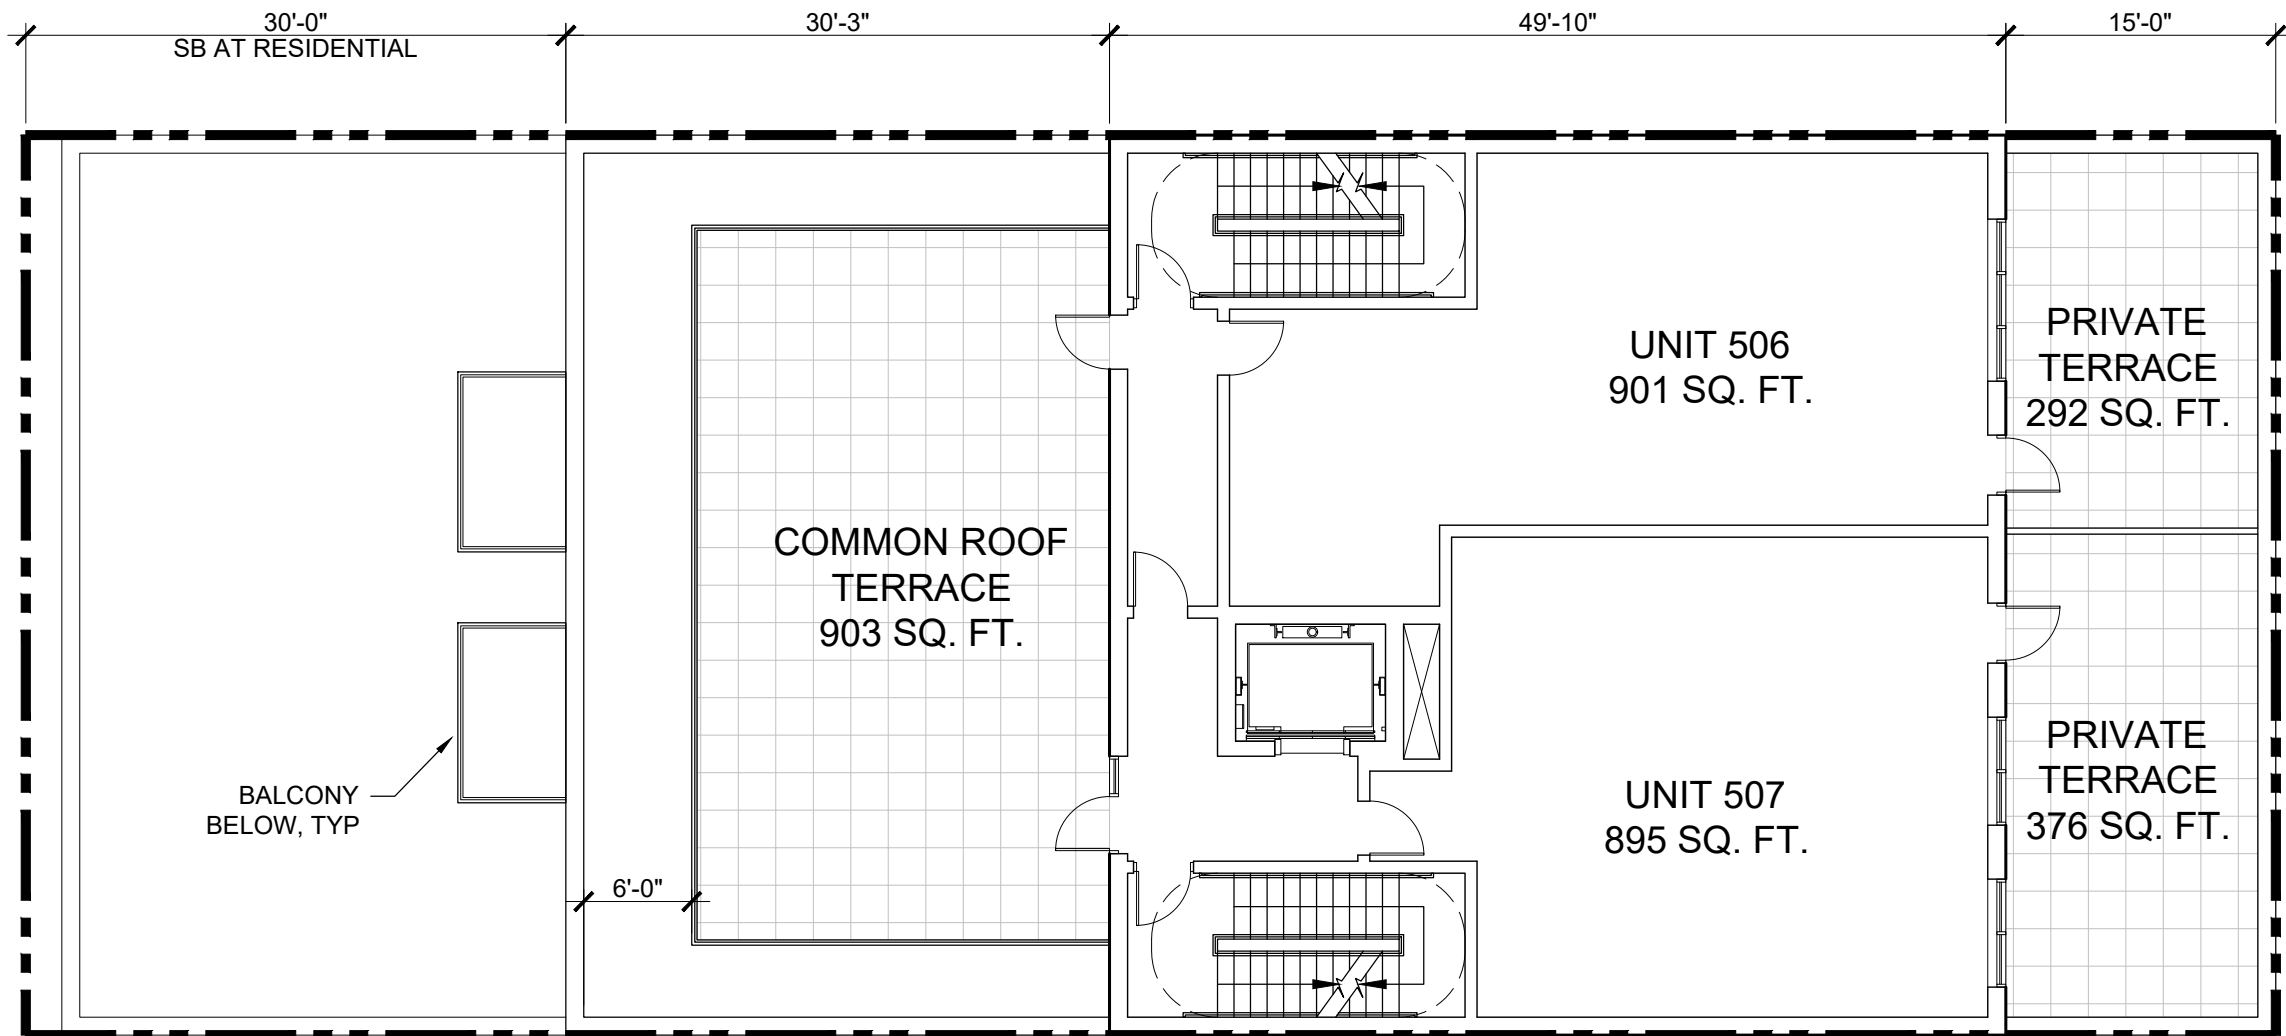 30'-0"
SB AT RESIDENTIAL
30'-3"
49'-10"
15'-0"
UNIT 506
901 SQ. FT.
PRIVATE
TERRACE
292 SQ. FT.
COMMON ROOF
TERRACE
903 SQ. FT.
BALCONY
BELOW, TYP
6'-0"
UNIT 507
895 SQ. FT.
PRIVATE
TERRACE
376 SQ. FT.